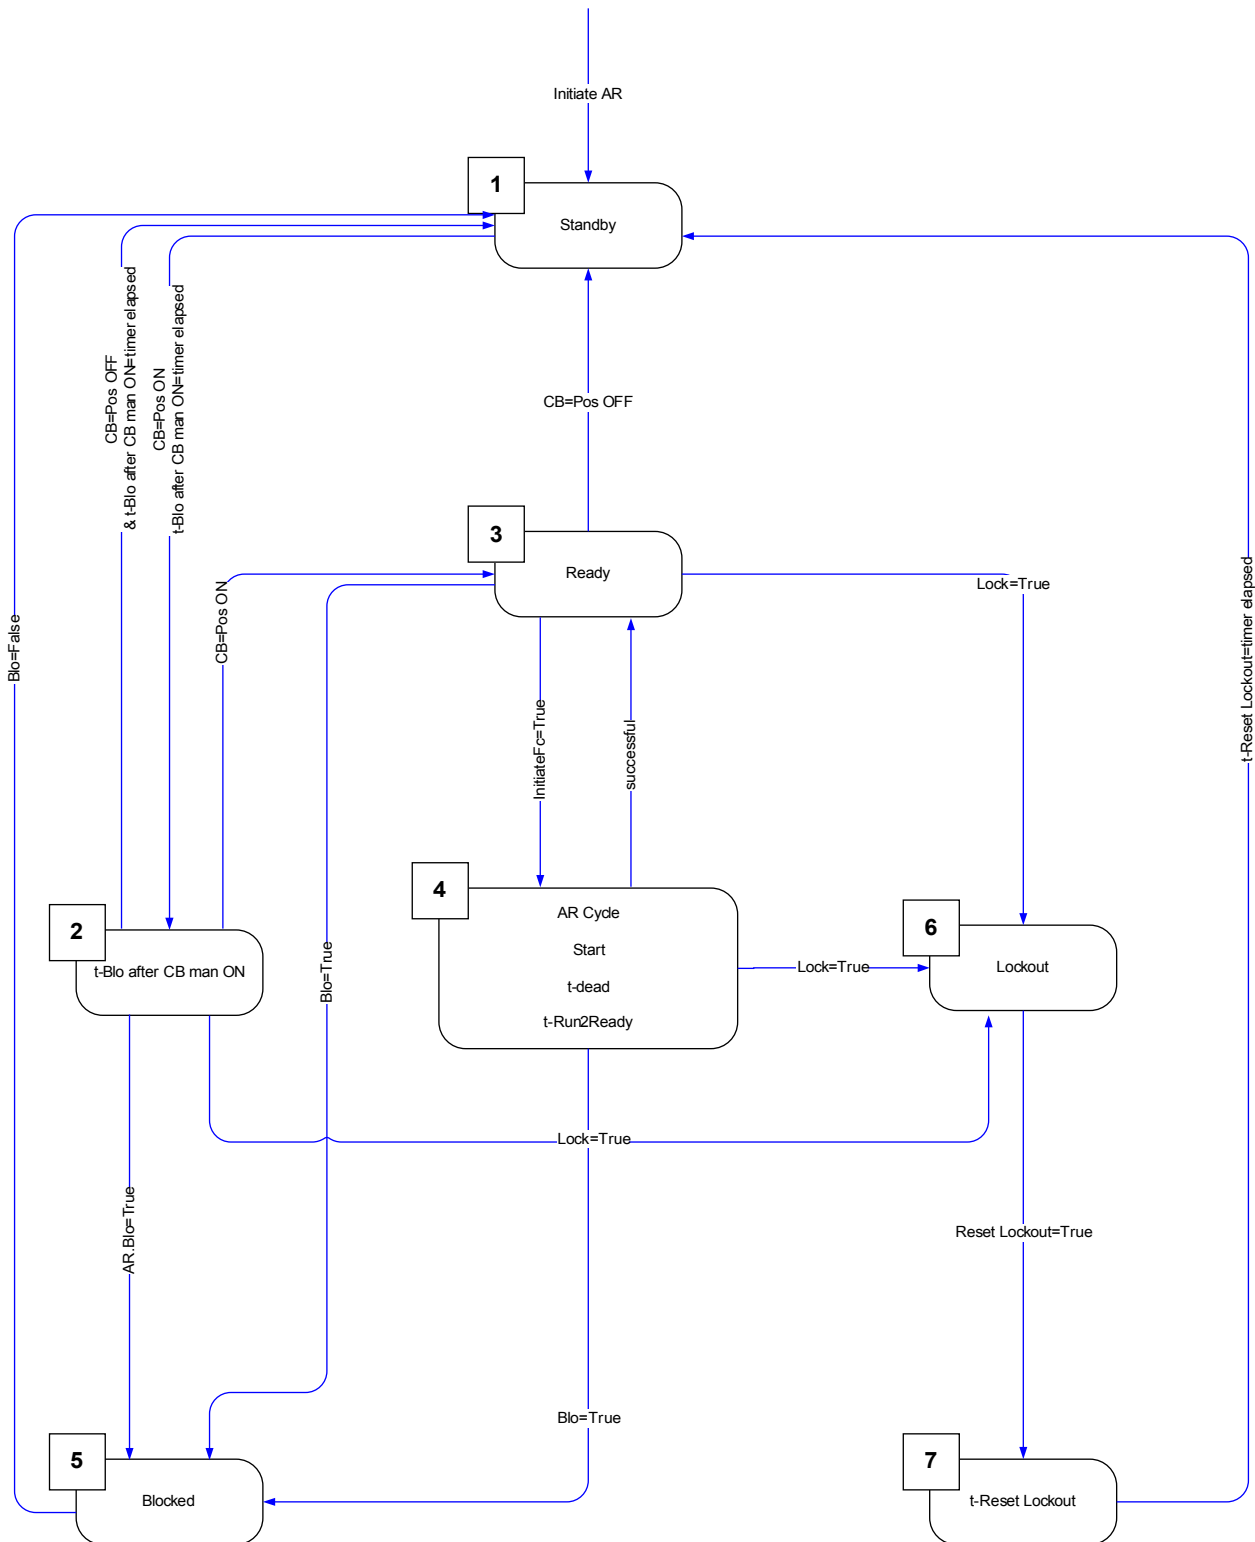 Initiate AR
1
Standby
CB=Pos OFF
& t-Blo after CB man ON=timer elapsed
CB=Pos ON
t-Blo after CB man ON=timer elapsed
CB=Pos OFF
3
Ready
Lock=True
CB=Pos ON
Blo=False
t-Reset Lockout=timer elapsed
InitiateFc=True
successful
4
AR Cycle
Start
t-dead
t-Run2Ready
2
t-Blo after CB man ON
Blo=True
Lock=True
6
Lockout
Lock=True
AR.Blo=True
Reset Lockout=True
Blo=True
5
Blocked
7
t-Reset Lockout